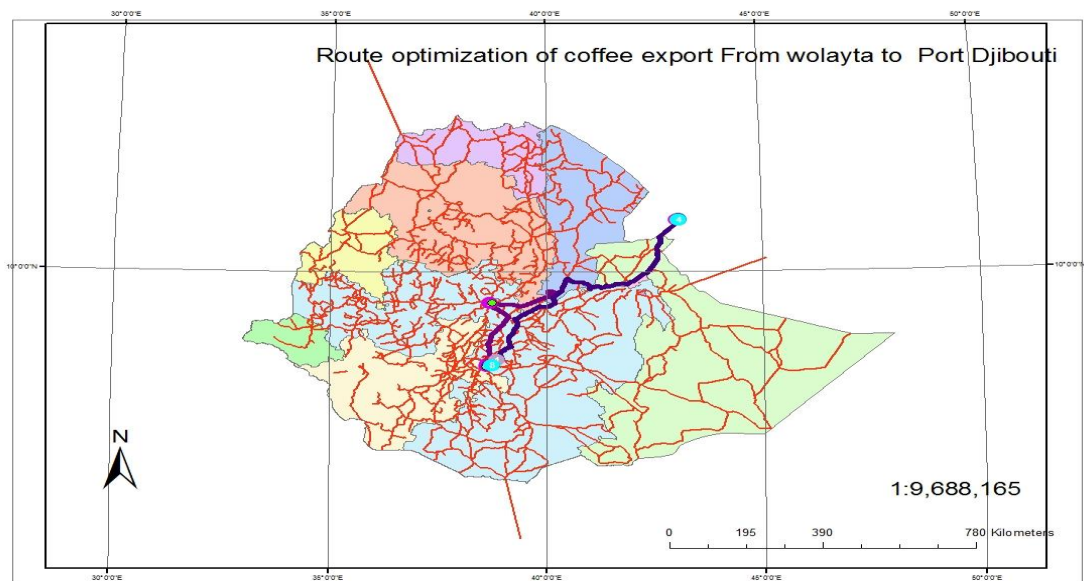 30°0'0"E 35°0'0"E 40°0'0"E 45°0'0"E 50°0'0"E
Route optimization of coffee export From wolayta to Port Djibouti
10°0'0"N 10°0'0"N
N
1:9,688,165
0 195 390 780 Kilometers
30°0'0"E 35°0'0"E 40°0'0"E 45°0'0"E 50°0'0"E